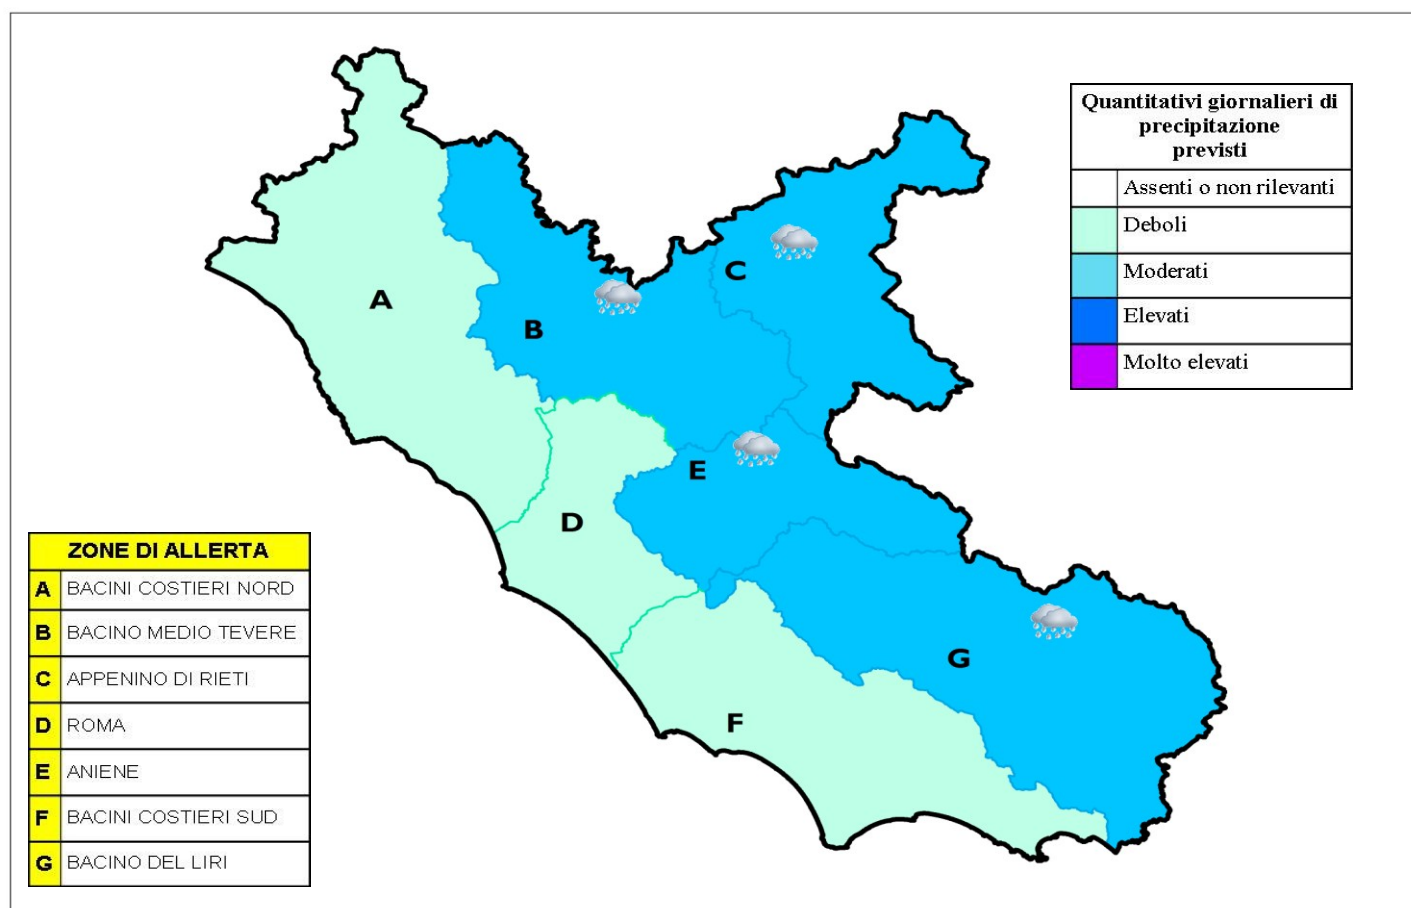 Quantitativi giornalieri di
precipitazione
previsti
Assenti o non rilevanti
Deboli
Moderati
Elevati
Molto elevati
A
B
C
D
E
F
G
ZONE DI ALLERTA
A BACINI COSTIERI NORD
B BACINO MEDIO TEVERE
C APPENINO DI RIETI
D ROMA
E ANIENE
F BACINI COSTIERI SUD
G BACINO DEL LIRI